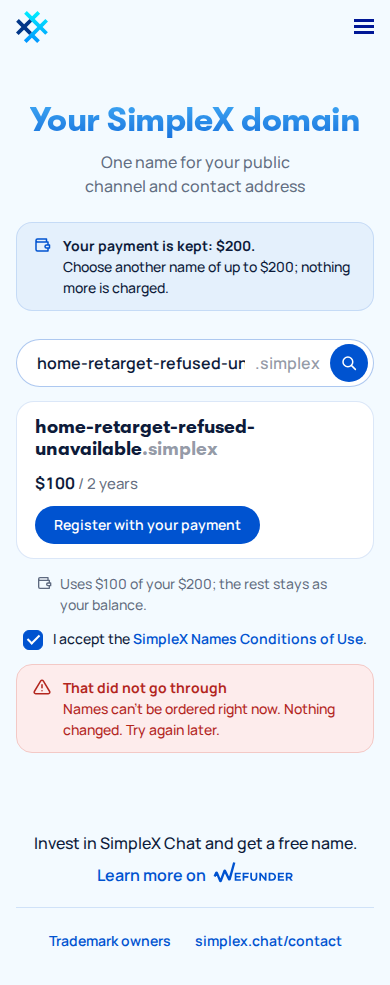 Your SimpleX domain
One name for your public
channel and contact address
Your payment is kept: $200.
Choose another name of up to $200; nothing
more is charged.
home-retarget-refused-un .simplex
home-retarget-refused-
unavailable.simplex
$100 / 2 years
Register with your payment
Uses $100 of your $200; the rest stays as
your balance.
I accept the SimpleX Names Conditions of Use.
That did not go through
Names can't be ordered right now. Nothing
changed. Try again later.
Invest in SimpleX Chat and get a free name.
Learn more on WEFUNDER
Trademark owners simplex.chat/contact